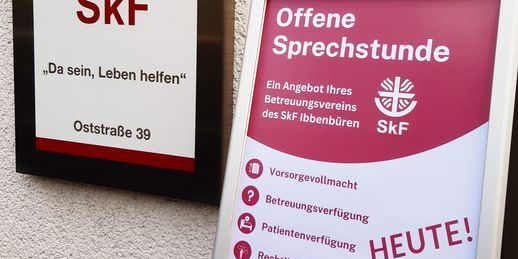 SkF
„Da sein, Leben helfen“
Oststraße 39
Offene
Sprechstunde
Ein Angebot Ihres
Betreuungsvereins
des SkF Ibbenbüren
SkF
Vorsorgevollmacht
? Betreuungsverfügung
Patientenverfügung
HEUTE!